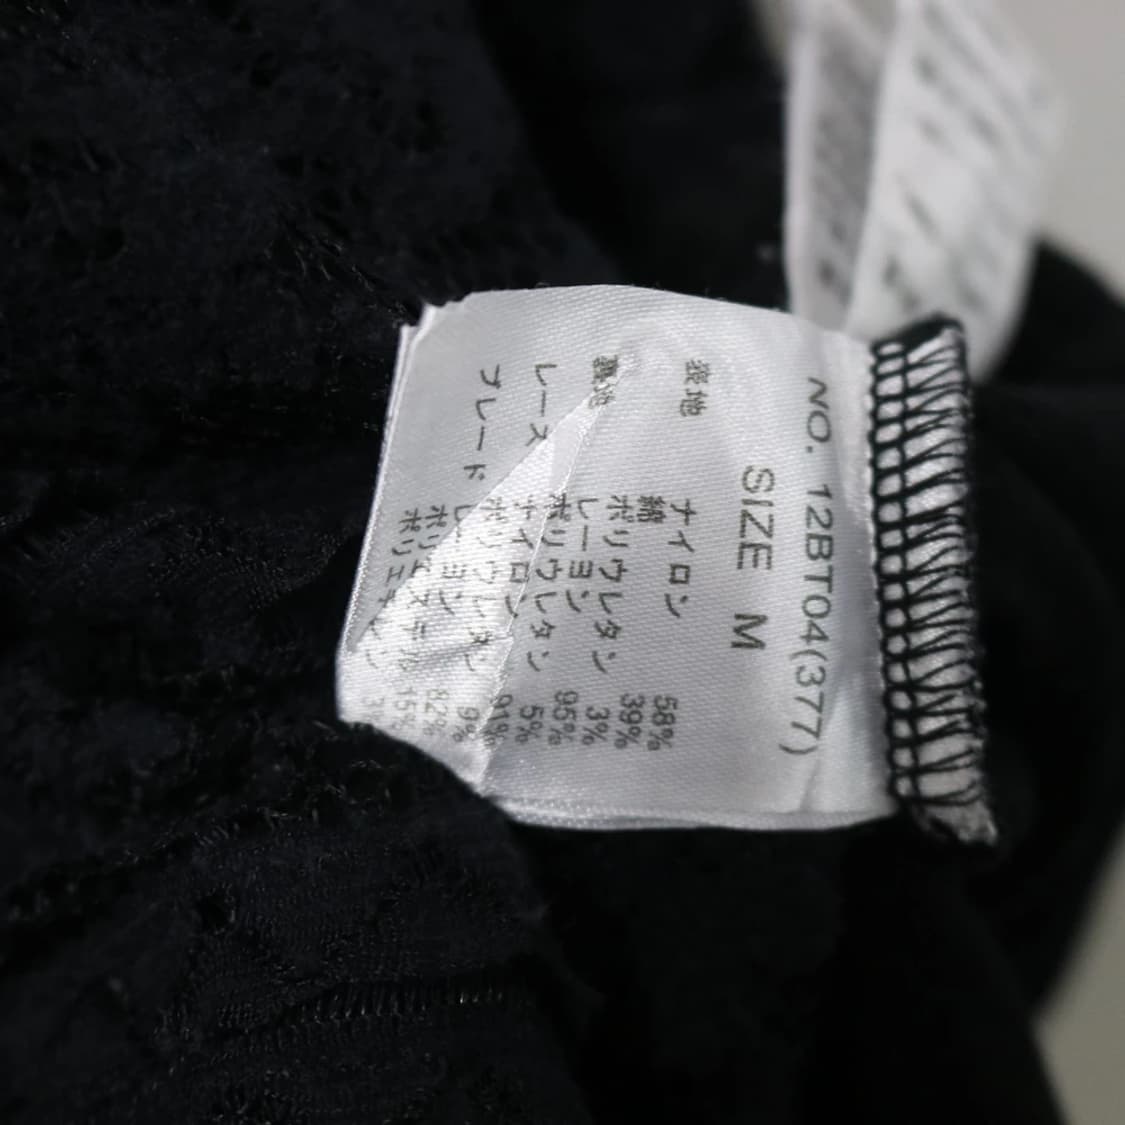 NO. 12BT04(377)
SIZE M
表地 ナイロン 58%
綿 39%
ポリウレタン 3%
裏地 レーヨン 95%
ポリウレタン 5%
レース ナイロン 91%
ポリウレタン 9%
ブレード レーヨン 82%
ポリエステル 15%